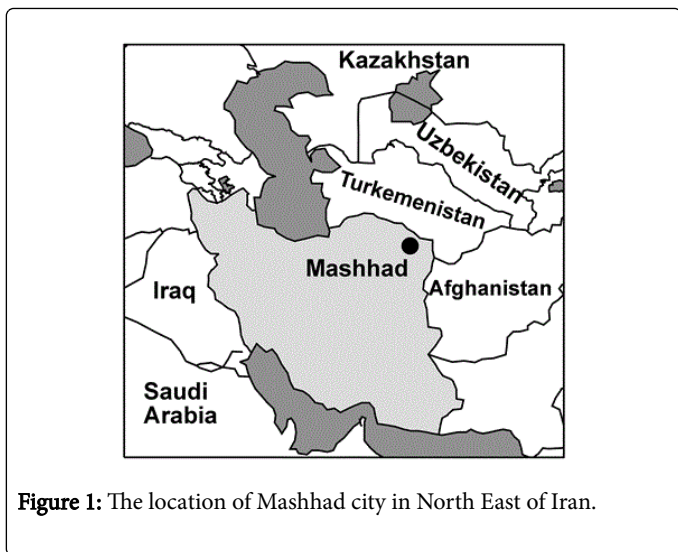 Kazakhstan
Uzbekistan
Turkemenistan
Mashhad
Iraq
Afghanistan
Saudi
Arabia
Figure 1: The location of Mashhad city in North East of Iran.